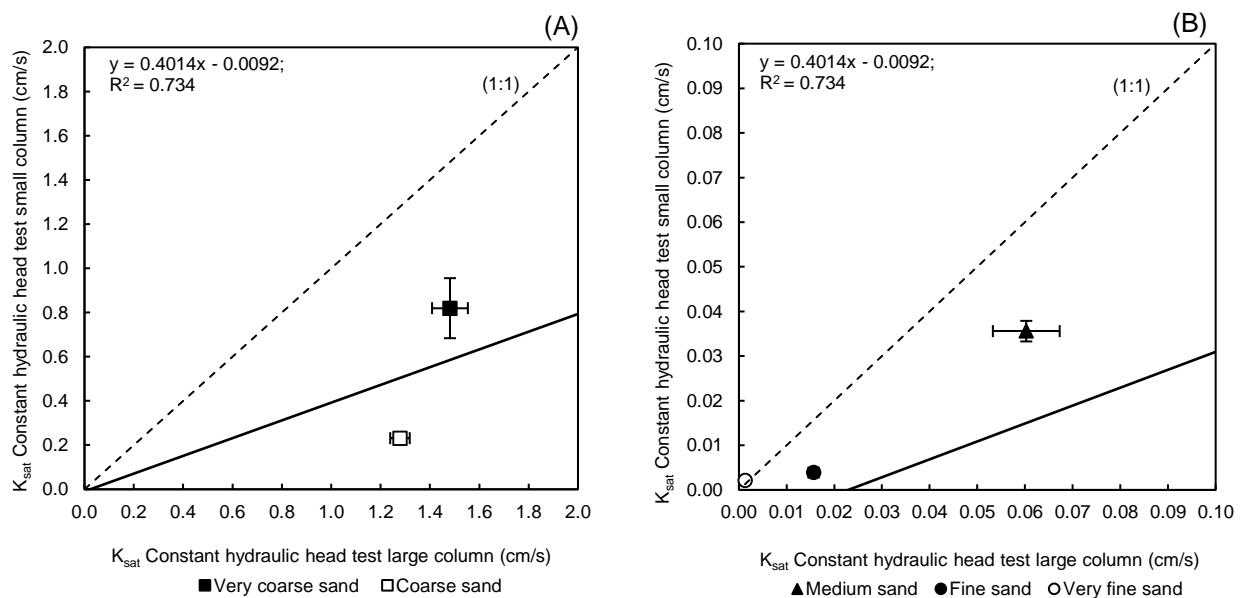 (A)
y = 0.4014x - 0.0092;
R² = 0.734
(1:1)
2.0
1.8
1.6
1.4
1.2
1.0
0.8
0.6
0.4
0.2
0.0
K_sat Constant hydraulic head test small column (cm/s)
0.0 0.2 0.4 0.6 0.8 1.0 1.2 1.4 1.6 1.8 2.0
K_sat Constant hydraulic head test large column (cm/s)
Very coarse sand Coarse sand
(B)
y = 0.4014x - 0.0092;
R² = 0.734
(1:1)
0.10
0.09
0.08
0.07
0.06
0.05
0.04
0.03
0.02
0.01
0.00
K_sat Constant hydraulic head test small column (cm/s)
0.00 0.01 0.02 0.03 0.04 0.05 0.06 0.07 0.08 0.09 0.10
K_sat Constant hydraulic head test large column (cm/s)
Medium sand Fine sand Very fine sand